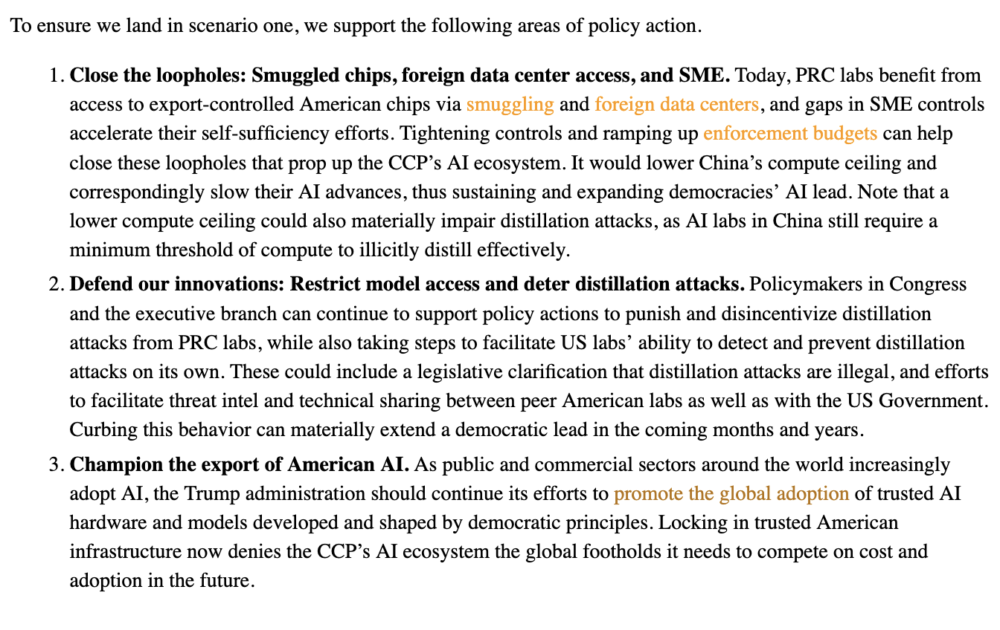 To ensure we land in scenario one, we support the following areas of policy action.
1. Close the loopholes: Smuggled chips, foreign data center access, and SME. Today, PRC labs benefit from
access to export-controlled American chips via smuggling and foreign data centers, and gaps in SME controls
accelerate their self-sufficiency efforts. Tightening controls and ramping up enforcement budgets can help
close these loopholes that prop up the CCP’s AI ecosystem. It would lower China’s compute ceiling and
correspondingly slow their AI advances, thus sustaining and expanding democracies’ AI lead. Note that a
lower compute ceiling could also materially impair distillation attacks, as AI labs in China still require a
minimum threshold of compute to illicitly distill effectively.
2. Defend our innovations: Restrict model access and deter distillation attacks. Policymakers in Congress
and the executive branch can continue to support policy actions to punish and disincentivize distillation
attacks from PRC labs, while also taking steps to facilitate US labs’ ability to detect and prevent distillation
attacks on its own. These could include a legislative clarification that distillation attacks are illegal, and efforts
to facilitate threat intel and technical sharing between peer American labs as well as with the US Government.
Curbing this behavior can materially extend a democratic lead in the coming months and years.
3. Champion the export of American AI. As public and commercial sectors around the world increasingly
adopt AI, the Trump administration should continue its efforts to promote the global adoption of trusted AI
hardware and models developed and shaped by democratic principles. Locking in trusted American
infrastructure now denies the CCP’s AI ecosystem the global footholds it needs to compete on cost and
adoption in the future.